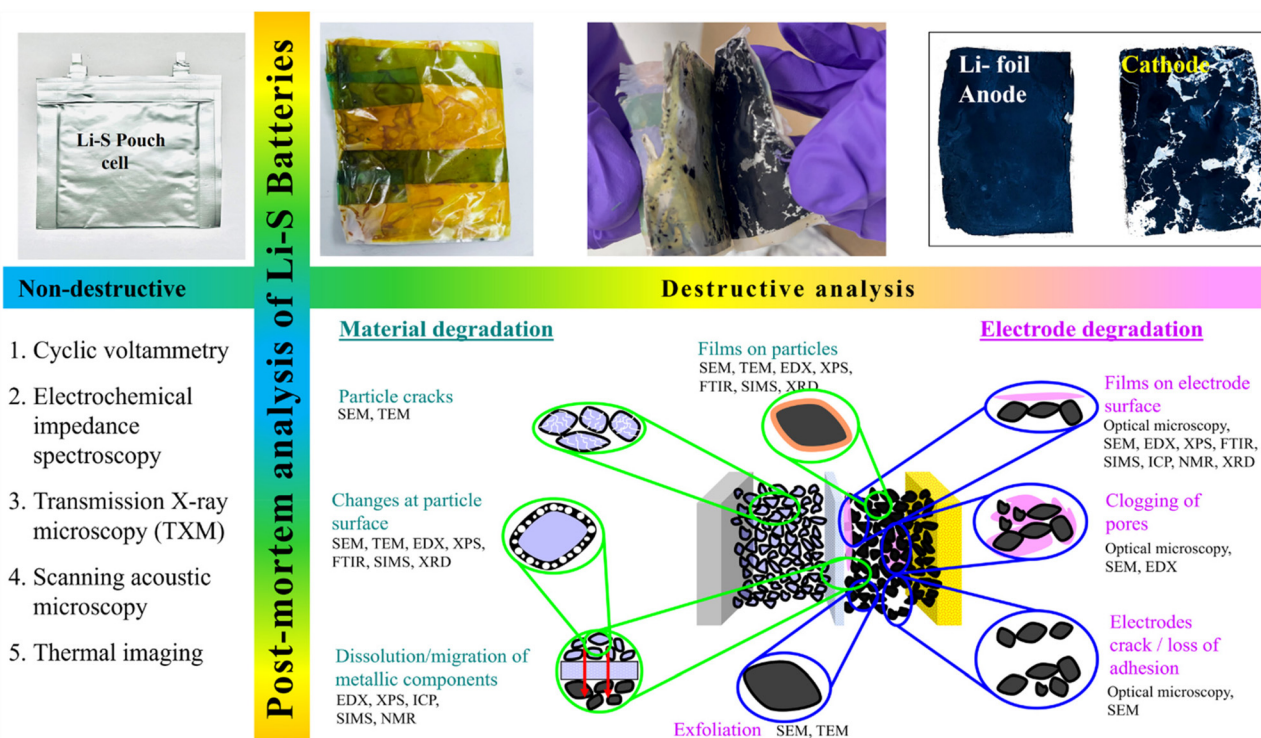 Li-S Pouch
cell
Post-mortem analysis of Li-S Batteries
Li- foil
Anode
Cathode
Non-destructive
Destructive analysis
1. Cyclic voltammetry
2. Electrochemical
impedance
spectroscopy
3. Transmission X-ray
microscopy (TXM)
4. Scanning acoustic
microscopy
5. Thermal imaging
Material degradation
Particle cracks
SEM, TEM
Changes at particle
surface
SEM, TEM, EDX, XPS,
FTIR, SIMS, XRD
Dissolution/migration of
metallic components
EDX, XPS, ICP,
SIMS, NMR
Films on particles
SEM, TEM, EDX, XPS,
FTIR, SIMS, XRD
Exfoliation SEM, TEM
Electrode degradation
Films on electrode
surface
Optical microscopy,
SEM, EDX, XPS, FTIR,
SIMS, ICP, NMR, XRD
Clogging of
pores
Optical microscopy,
SEM, EDX
Electrodes
crack / loss of
adhesion
Optical microscopy,
SEM